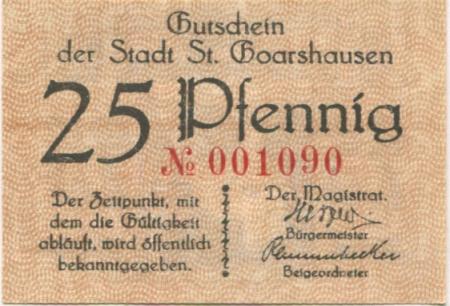 Gutschein
der Stadt St. Goarshausen
25 Pfennig
№ 001090
Der Zeitpunkt, mit
dem die Gültigkeit
abläuft, wird öffentlich
bekanntgegeben.
Der Magistrat.
Bürgermeister
Beigeordneter